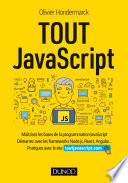 Olivier Hondermarck
TOUT
JavaScript
Maîtrisez les bases de la programmation JavaScript
Démarrez avec les frameworks Node.js, React, Angular...
Pratiquez avec le site toutjavascript.com
JS
DUNOD